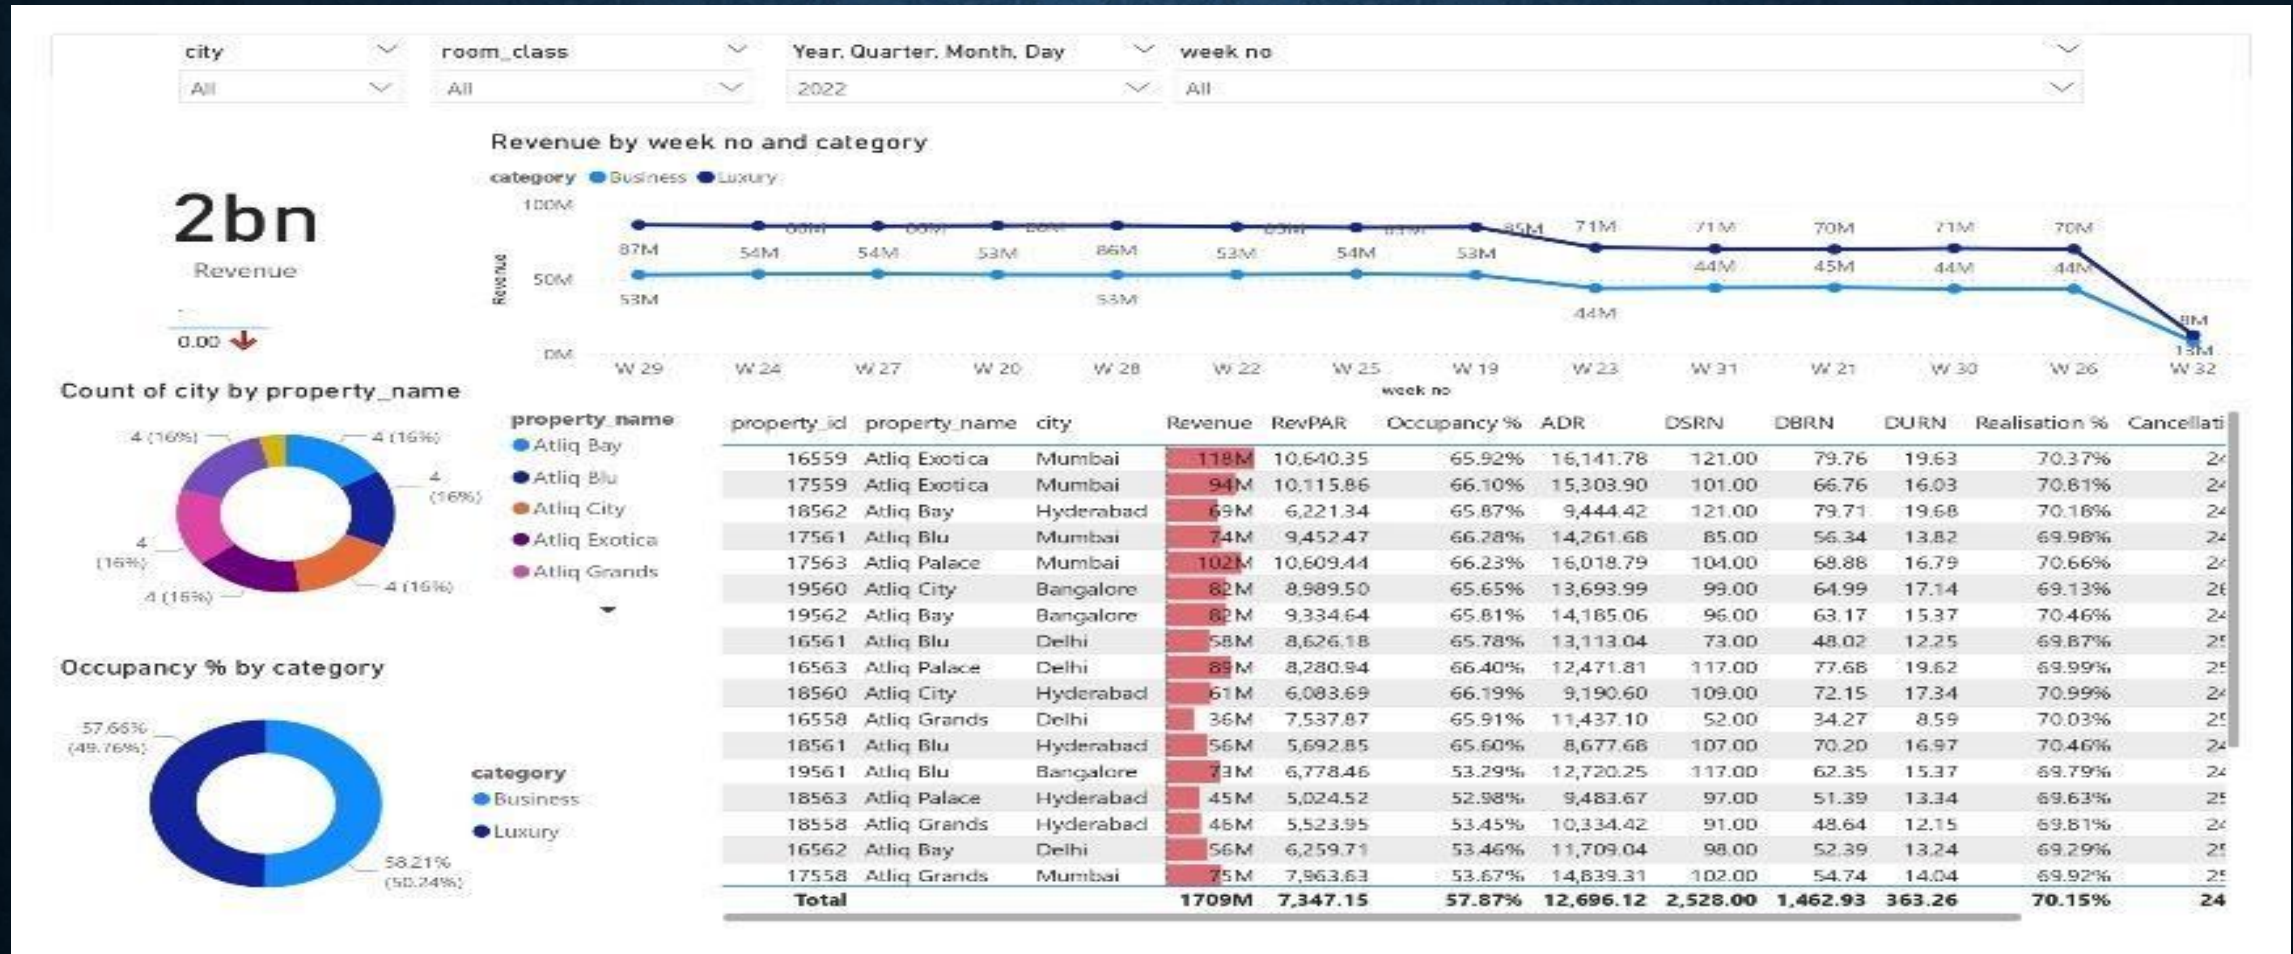 city room_class Year, Quarter, Month, Day week no
All All 2022 All
Revenue by week no and category
category Business Luxury
2bn
Revenue
0.00
100M
50M
0M
Revenue
87M 86M 85M 71M 71M 70M 71M 70M
54M 54M 53M 53M 54M 53M 44M 45M 44M 44M
53M 53M 44M
8M
13M
W 29 W 24 W 27 W 20 W 28 W 22 W 25 W 19 W 23 W 31 W 21 W 30 W 26 W 32
week no
Count of city by property_name
4 (16%) 4 (16%)
4 (16%)
4 (16%)
4 (16%)
4 (16%)
property_name
Atliq Bay
Atliq Blu
Atliq City
Atliq Exotica
Atliq Grands
Occupancy % by category
57.66% (49.76%)
58.21% (50.24%)
category
Business
Luxury
property_id property_name city Revenue RevPAR Occupancy % ADR DSRN DBRN DURN Realisation % Cancellati
16559 Atliq Exotica Mumbai 118M 10,640.35 65.92% 16,141.78 121.00 79.76 19.63 70.37% 24
17559 Atliq Exotica Mumbai 94M 10,115.86 66.10% 15,303.90 101.00 66.76 16.03 70.81% 24
18562 Atliq Bay Hyderabad 69M 6,221.34 65.87% 9,444.42 121.00 79.71 19.68 70.18% 24
17561 Atliq Blu Mumbai 74M 9,452.47 66.28% 14,261.68 85.00 56.34 13.82 69.98% 24
17563 Atliq Palace Mumbai 102M 10,609.44 66.23% 16,018.79 104.00 68.88 16.79 70.66% 24
19560 Atliq City Bangalore 82M 8,989.50 65.65% 13,693.99 99.00 64.99 17.14 69.13% 26
19562 Atliq Bay Bangalore 82M 9,334.64 65.81% 14,185.06 96.00 63.17 15.37 70.46% 24
16561 Atliq Blu Delhi 58M 8,626.18 65.78% 13,113.04 73.00 48.02 12.25 69.87% 25
16563 Atliq Palace Delhi 89M 8,280.94 66.40% 12,471.81 117.00 77.68 19.62 69.99% 25
18560 Atliq City Hyderabad 61M 6,083.69 66.19% 9,190.60 109.00 72.15 17.34 70.99% 24
16558 Atliq Grands Delhi 36M 7,537.87 65.91% 11,437.10 52.00 34.27 8.59 70.03% 25
18561 Atliq Blu Hyderabad 56M 5,692.85 65.60% 8,677.68 107.00 70.20 16.97 70.46% 24
19561 Atliq Blu Bangalore 73M 6,778.46 53.29% 12,720.25 117.00 62.35 15.37 69.79% 24
18563 Atliq Palace Hyderabad 45M 5,024.52 52.98% 9,483.67 97.00 51.39 13.34 69.63% 25
18558 Atliq Grands Hyderabad 46M 5,523.95 53.45% 10,334.42 91.00 48.64 12.15 69.81% 24
16562 Atliq Bay Delhi 56M 6,259.71 53.46% 11,709.04 98.00 52.39 13.24 69.29% 25
17558 Atliq Grands Mumbai 75M 7,963.63 53.67% 14,839.31 102.00 54.74 14.04 69.92% 25
Total 1709M 7,347.15 57.87% 12,696.12 2,528.00 1,462.93 363.26 70.15% 24